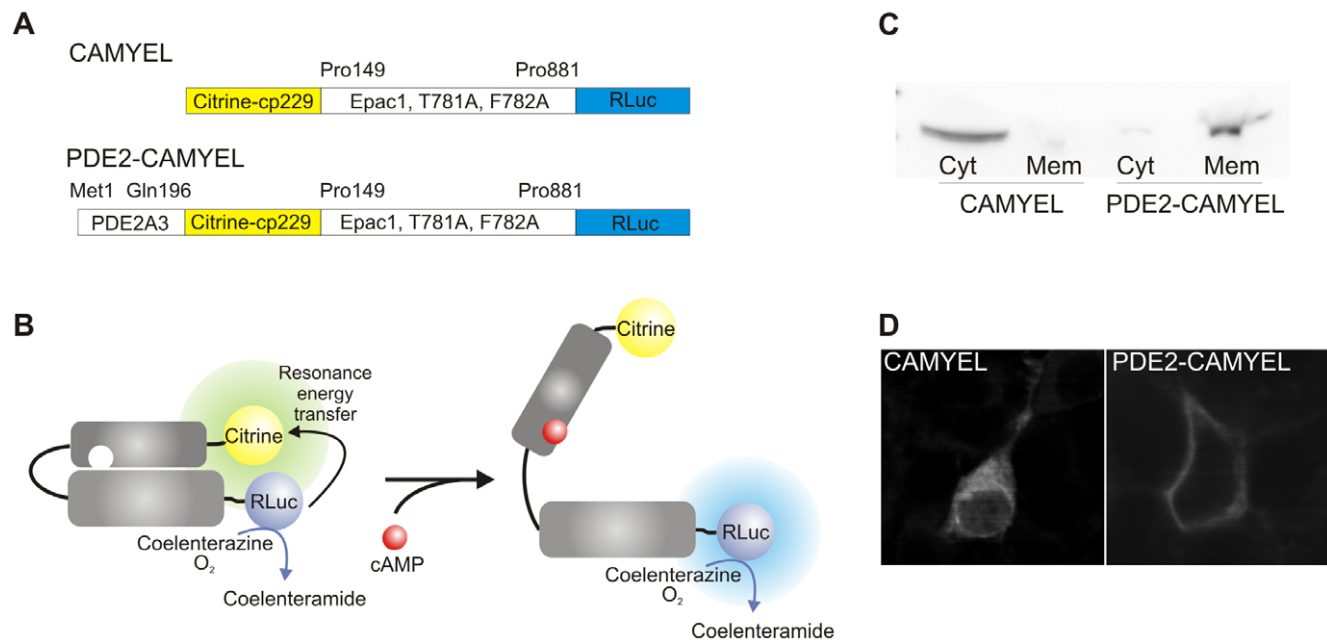 A
CAMYEL
Pro149 Pro881
Citrine-cp229 Epac1, T781A, F782A RLuc
PDE2-CAMYEL
Met1 Gln196 Pro149 Pro881
PDE2A3 Citrine-cp229 Epac1, T781A, F782A RLuc
B
Resonance
energy
transfer
Citrine
RLuc
Coelenterazine
O₂
Coelenteramide
cAMP
Citrine
RLuc
Coelenterazine
O₂
Coelenteramide
C
Cyt Mem Cyt Mem
CAMYEL PDE2-CAMYEL
D
CAMYEL PDE2-CAMYEL